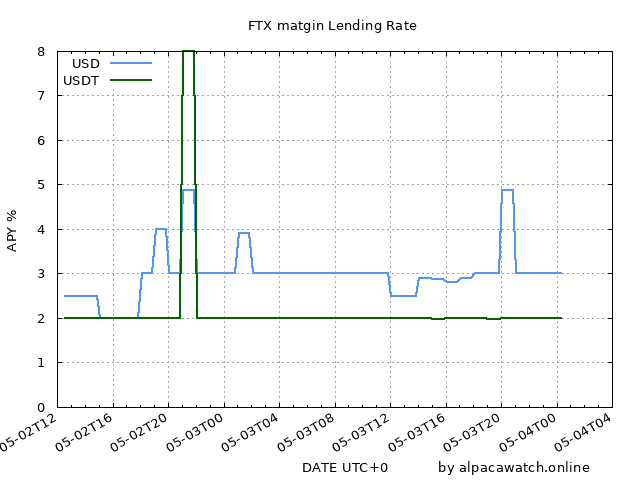 FTX matgin Lending Rate
USD
USDT
8
7
6
5
4
3
2
1
0
APY %
05-02T12 05-02T16 05-02T20 05-03T00 05-03T04 05-03T08 05-03T12 05-03T16 05-03T20 05-04T00 05-04T04
DATE UTC+0 by alpacawatch.online